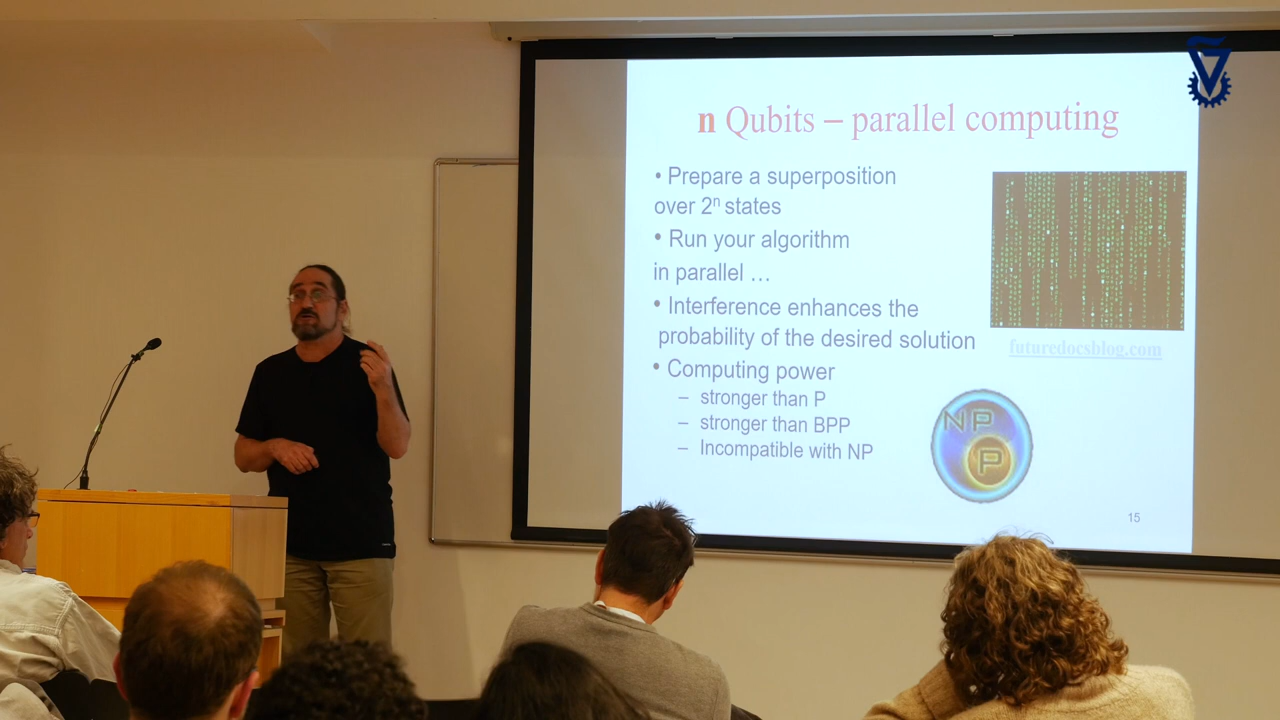 n Qubits – parallel computing
• Prepare a superposition
over 2ⁿ states
• Run your algorithm
in parallel ...
• Interference enhances the
probability of the desired solution
• Computing power
– stronger than P
– stronger than BPP
– Incompatible with NP
futuredocsblog.com
NP
P
15